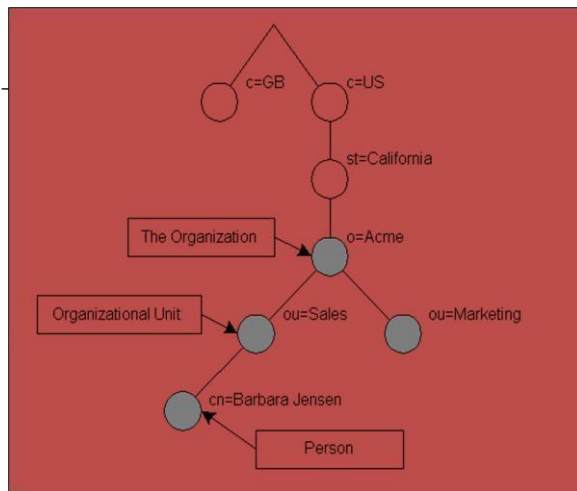 c=GB
c=US
st=California
The Organization
o=Acme
Organizational Unit
ou=Sales
ou=Marketing
cn=Barbara Jensen
Person